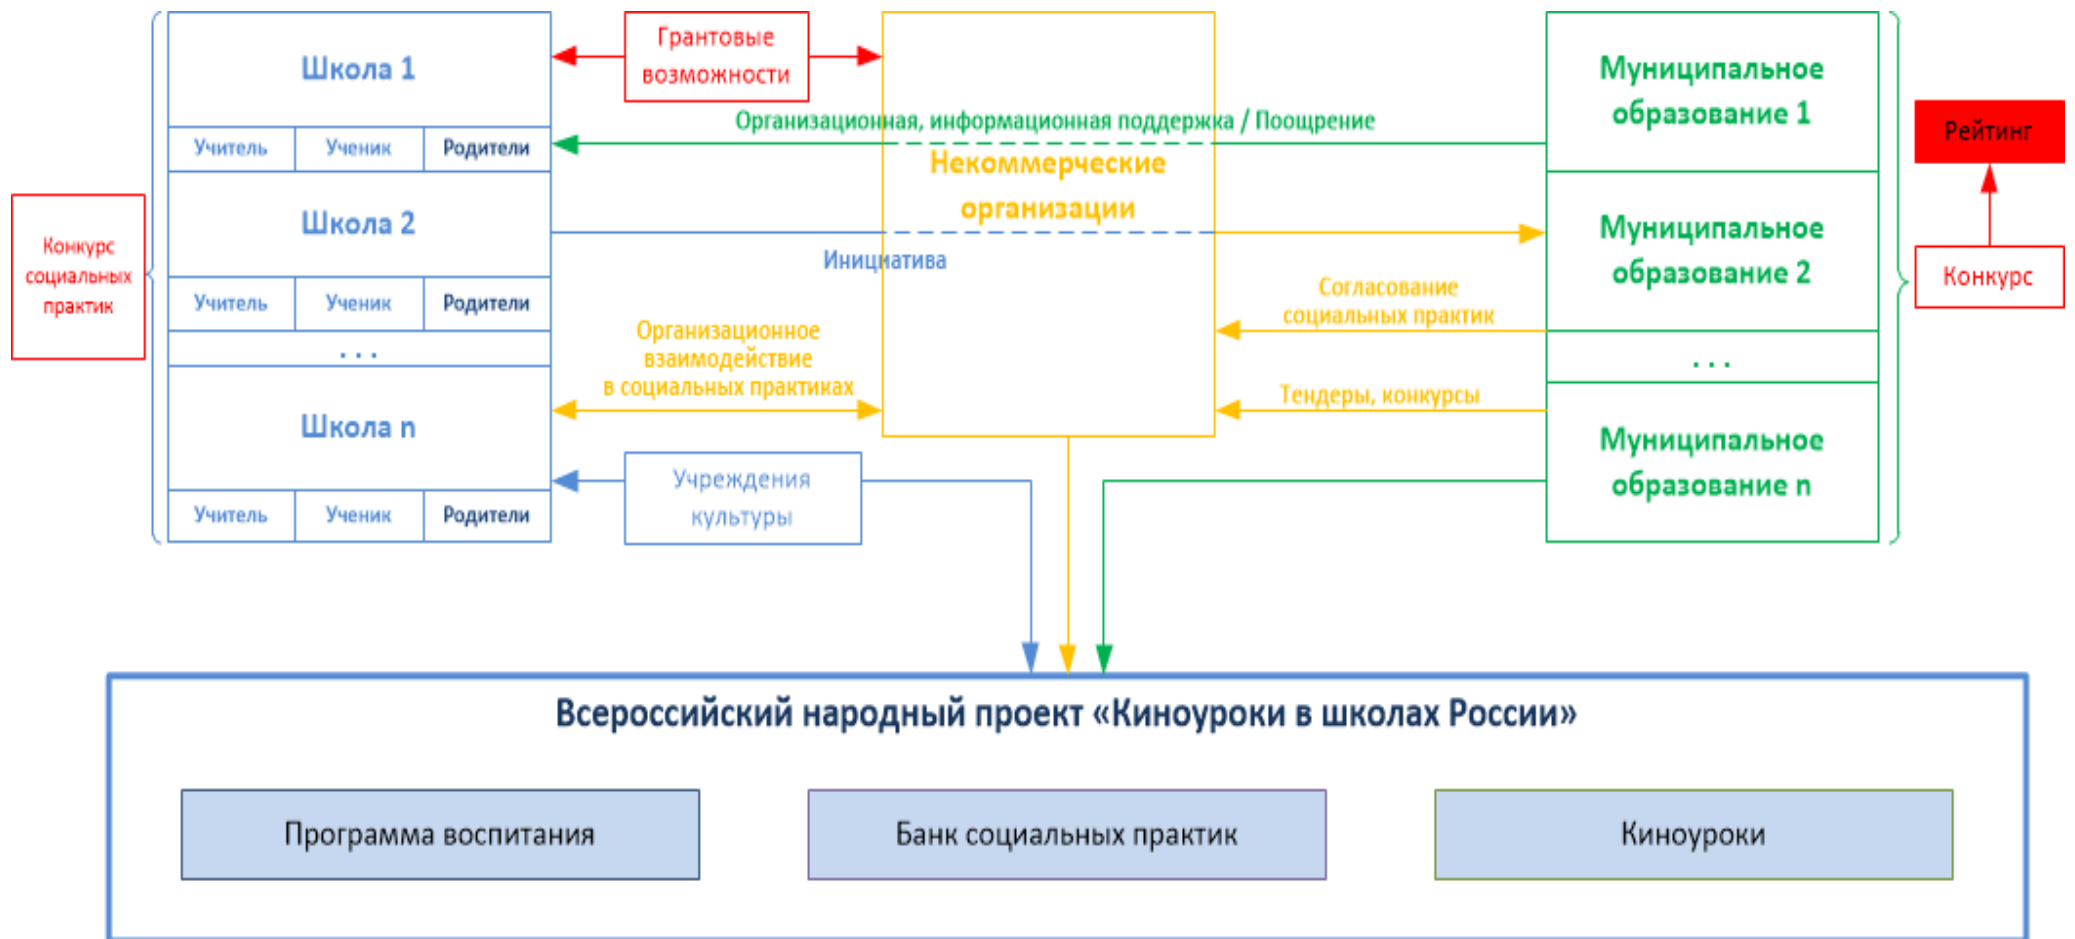 Конкурс
социальных
практик
Школа 1
Учитель
Ученик
Родители
Школа 2
Учитель
Ученик
Родители
. . .
Школа n
Учитель
Ученик
Родители
Грантовые
возможности
Организационная, информационная поддержка / Поощрение
Некоммерческие
организации
Инициатива
Организационное
взаимодействие
в социальных практиках
Учреждения
культуры
Согласование
социальных практик
Тендеры, конкурсы
Муниципальное
образование 1
Муниципальное
образование 2
. . .
Муниципальное
образование n
Рейтинг
Конкурс
Всероссийский народный проект «Киноуроки в школах России»
Программа воспитания
Банк социальных практик
Киноуроки